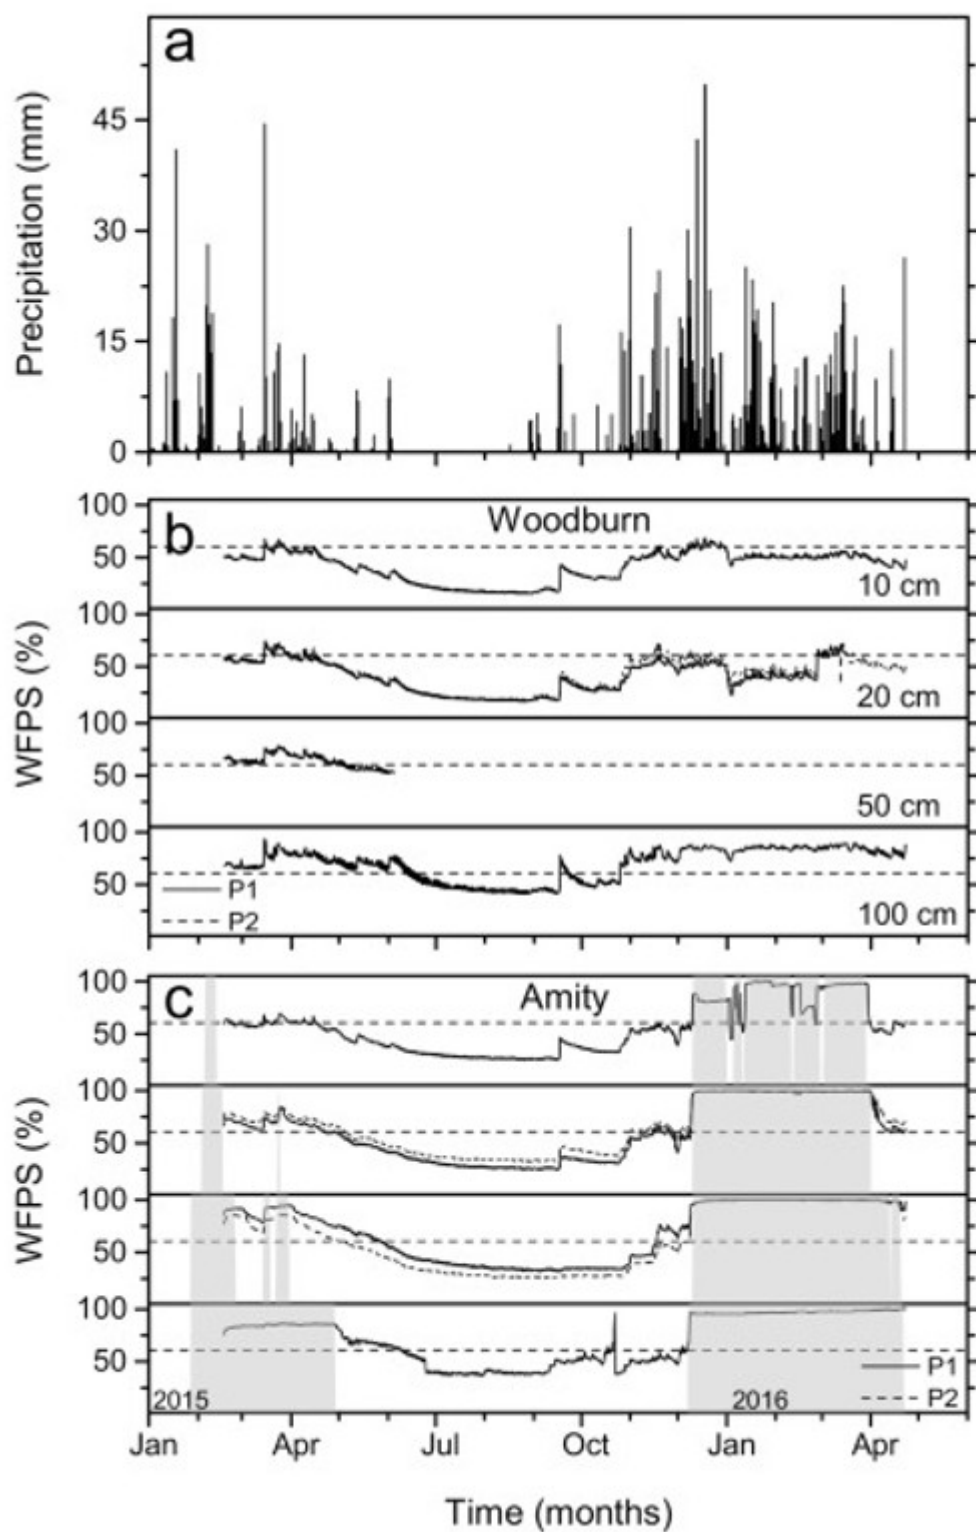 a
Precipitation (mm)
45
30
15
0
b
Woodburn
WFPS (%)
100
50
10 cm
100
50
20 cm
100
50
50 cm
100
50
P1
P2
100 cm
c
Amity
WFPS (%)
100
50
100
50
100
50
100
50
P1
P2
2015
2016
Jan Apr Jul Oct Jan Apr
Time (months)